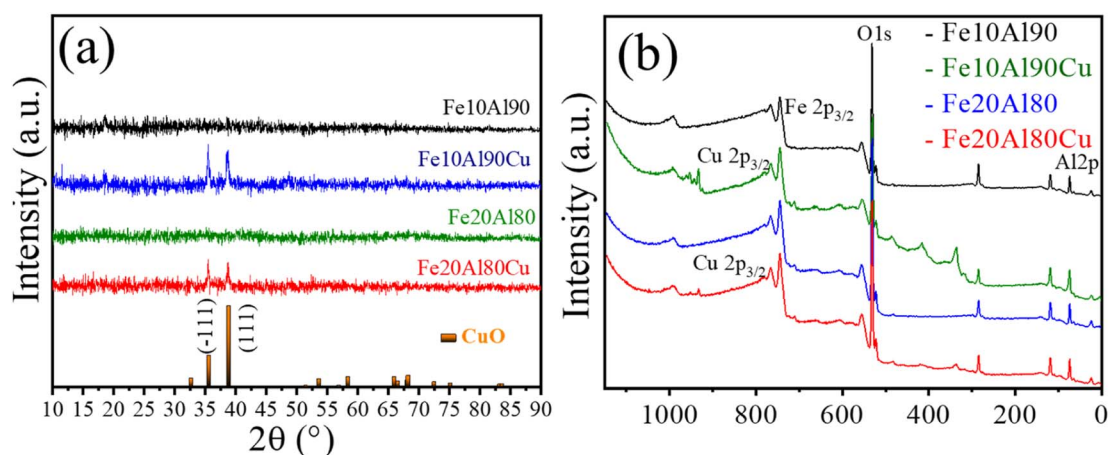 (a)
Intensity (a.u.)
Fe10Al90
Fe10Al90Cu
Fe20Al80
Fe20Al80Cu
(-111)
(111)
CuO
10 15 20 25 30 35 40 45 50 55 60 65 70 75 80 85 90
2θ (°)
(b)
Intensity (a.u.)
O1s
- Fe10Al90
- Fe10Al90Cu
- Fe20Al80
- Fe20Al80Cu
Fe 2p3/2
Cu 2p3/2
Al2p
Cu 2p3/2
1000 800 600 400 200 0